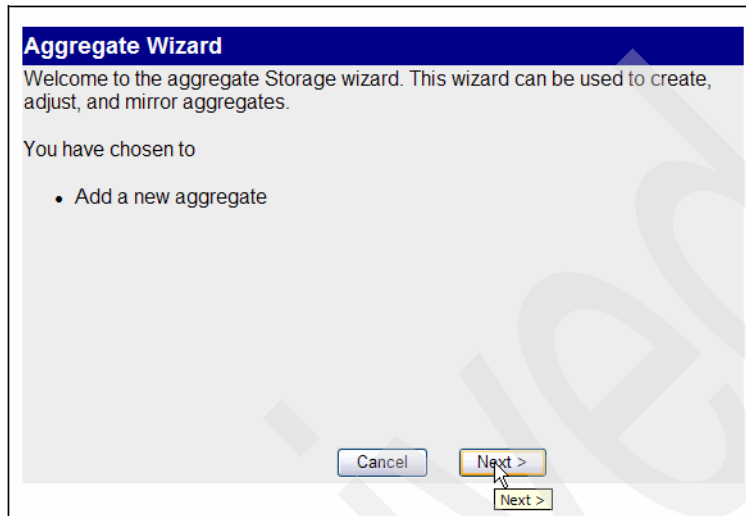 Aggregate Wizard
Welcome to the aggregate Storage wizard. This wizard can be used to create,
adjust, and mirror aggregates.
You have chosen to
• Add a new aggregate
Cancel
Next >
Next >